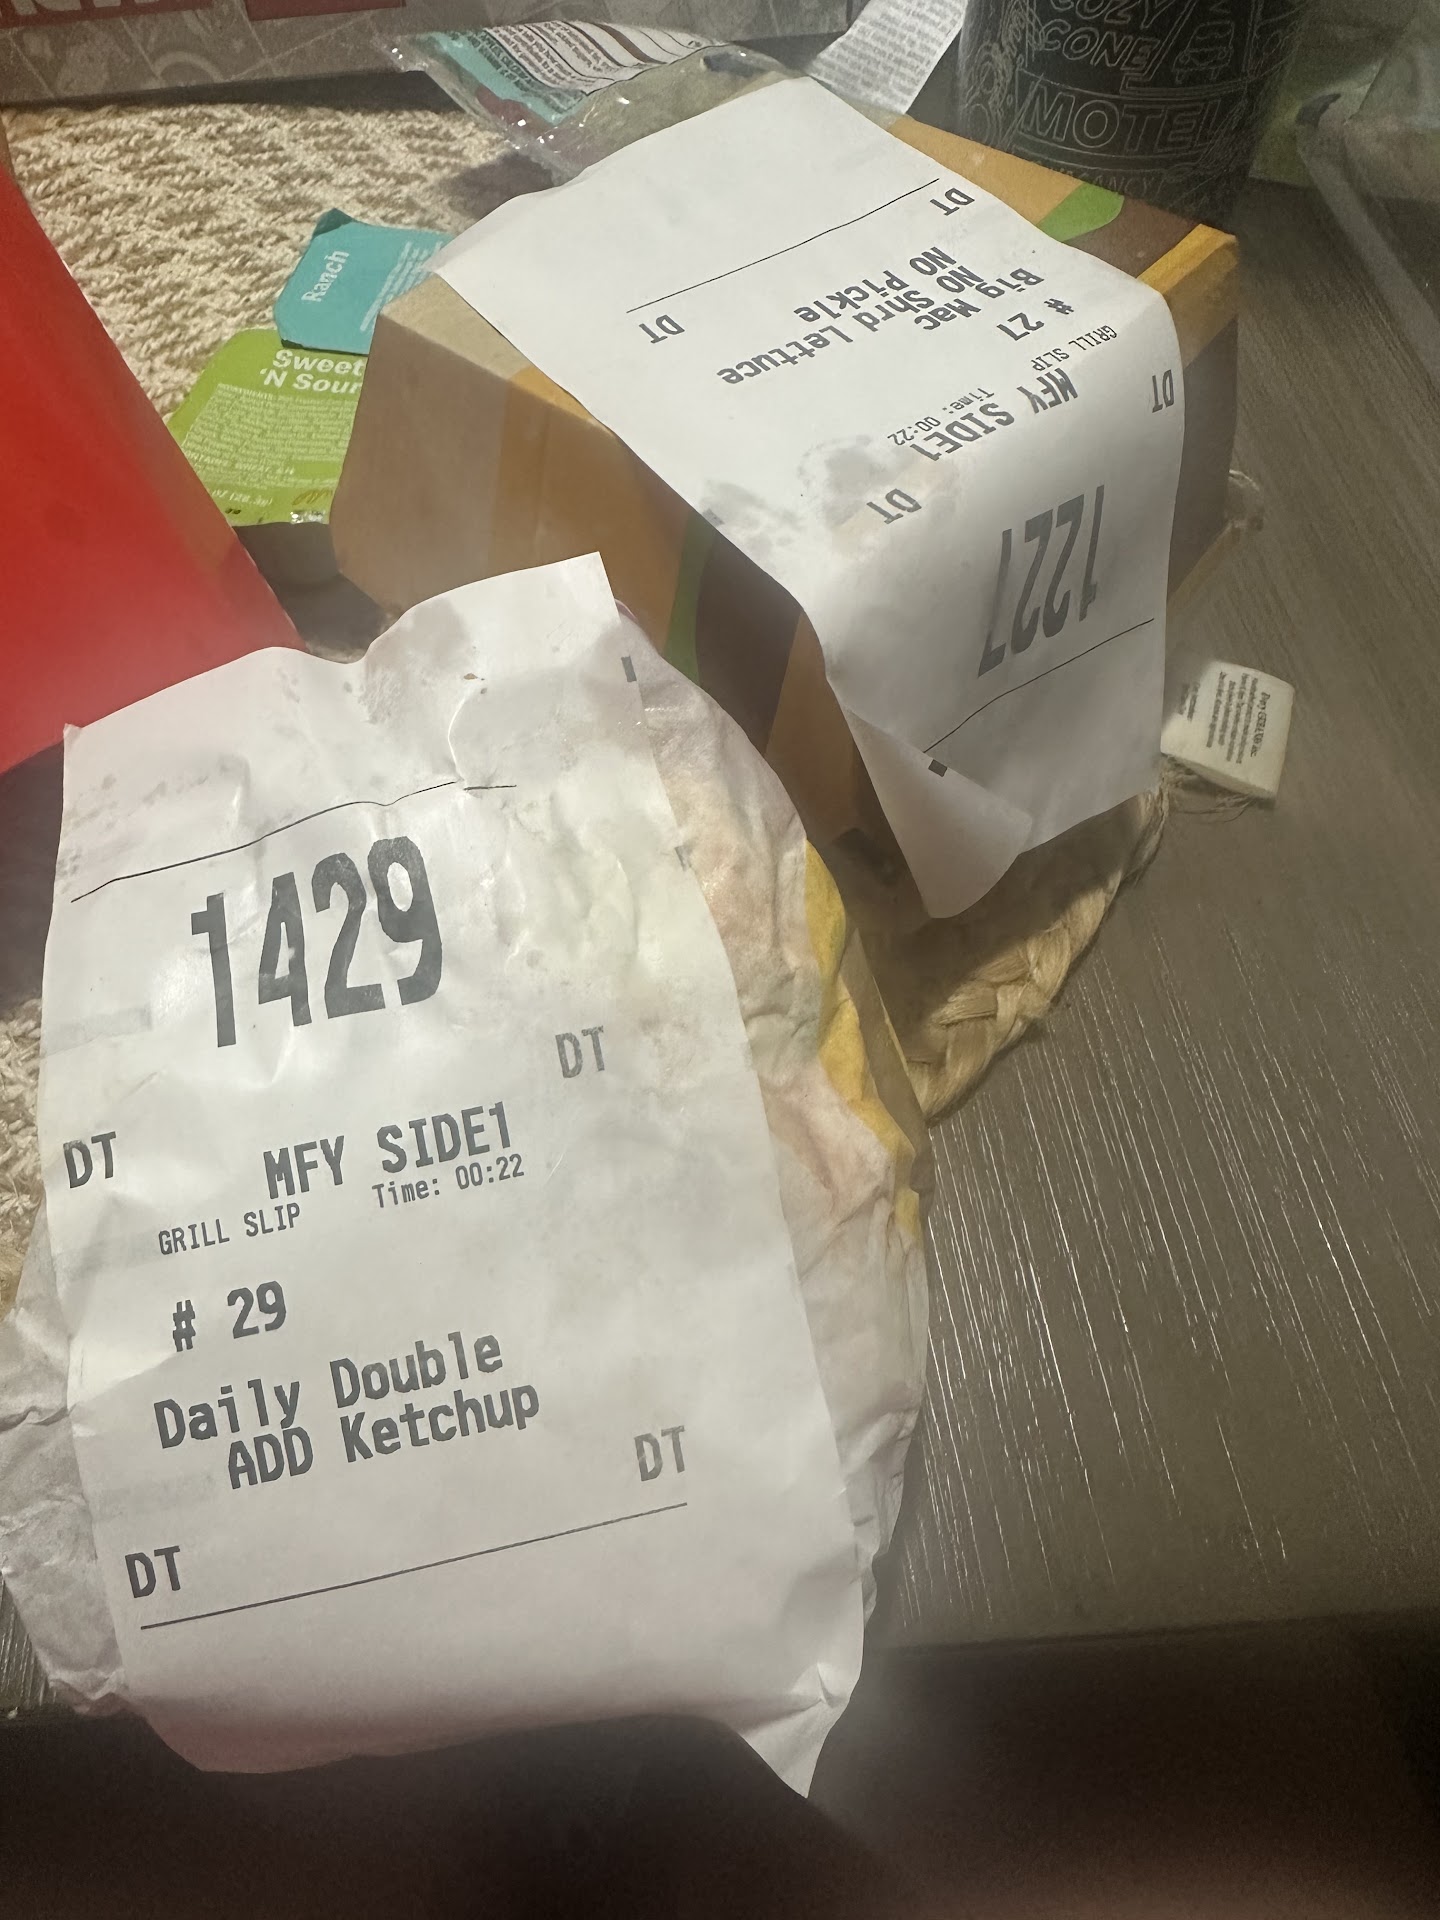 COZY
CONE
MOTEL
Ranch
Sweet
'N Sour
1227
DT
DT
MFY SIDE1
Time: 00:22
GRILL SLIP
# 27
Big Mac
NO Shrd Lettuce
NO Pickle
DT
DT
1429
DT
DT
MFY SIDE1
Time: 00:22
GRILL SLIP
# 29
Daily Double
ADD Ketchup
DT
DT